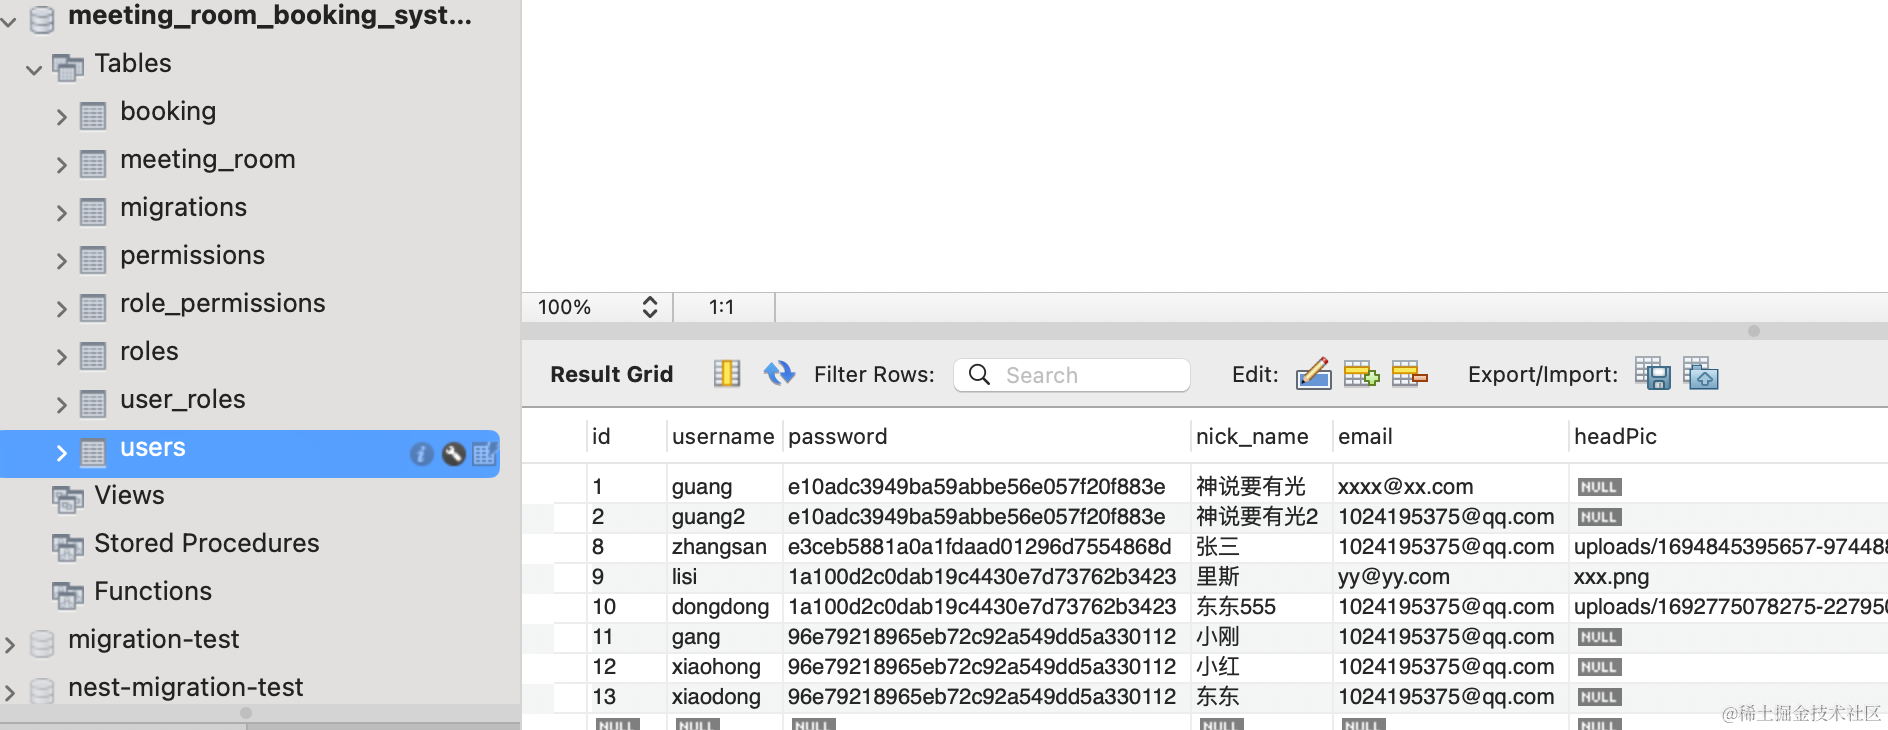 meeting_room_booking_syst...
Tables
booking
meeting_room
migrations
permissions
role_permissions
roles
user_roles
users
Views
Stored Procedures
Functions
migration-test
nest-migration-test
100% 1:1
Result Grid Filter Rows: Search Edit: Export/Import:
id username password nick_name email headPic
1 guang e10adc3949ba59abbe56e057f20f883e 神说要有光 xxxx@xx.com NULL
2 guang2 e10adc3949ba59abbe56e057f20f883e 神说要有光2 1024195375@qq.com NULL
8 zhangsan e3ceb5881a0a1fdaad01296d7554868d 张三 1024195375@qq.com uploads/1694845395657-974488
9 lisi 1a100d2c0dab19c4430e7d73762b3423 里斯 yy@yy.com xxx.png
10 dongdong 1a100d2c0dab19c4430e7d73762b3423 东东555 1024195375@qq.com uploads/1692775078275-227950
11 gang 96e79218965eb72c92a549dd5a330112 小刚 1024195375@qq.com NULL
12 xiaohong 96e79218965eb72c92a549dd5a330112 小红 1024195375@qq.com NULL
13 xiaodong 96e79218965eb72c92a549dd5a330112 东东 1024195375@qq.com NULL
NULL NULL NULL NULL NULL NULL
@稀土掘金技术社区